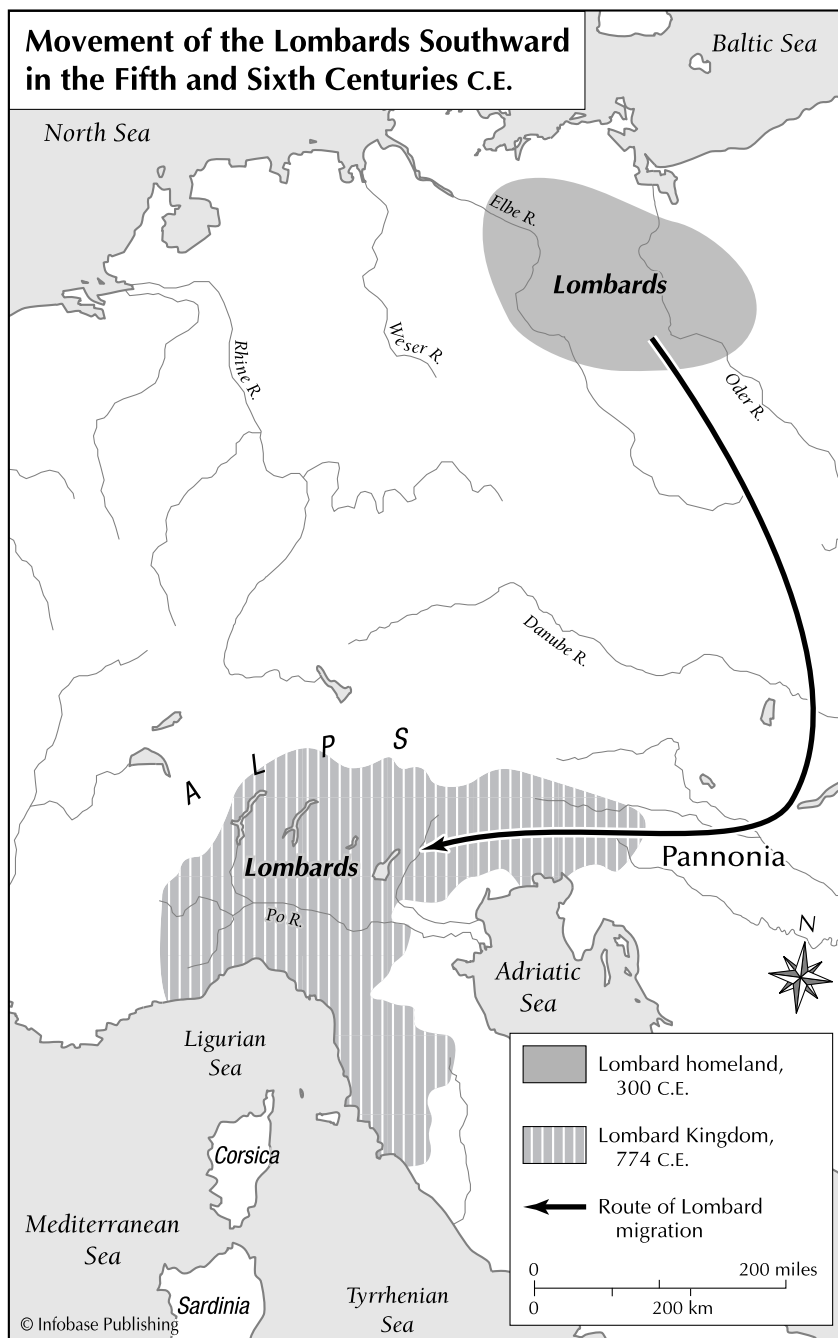 Movement of the Lombards Southward
in the Fifth and Sixth Centuries C.E.
Baltic Sea
North Sea
Elbe R.
Lombards
Weser R.
Rhine R.
Oder R.
Danube R.
A L P S
Lombards
Pannonia
Po R.
N
Adriatic
Sea
Ligurian
Sea
Corsica
Mediterranean
Sea
Sardinia
Tyrrhenian
Sea
Lombard homeland,
300 C.E.
Lombard Kingdom,
774 C.E.
Route of Lombard
migration
0 200 miles
0 200 km
© Infobase Publishing